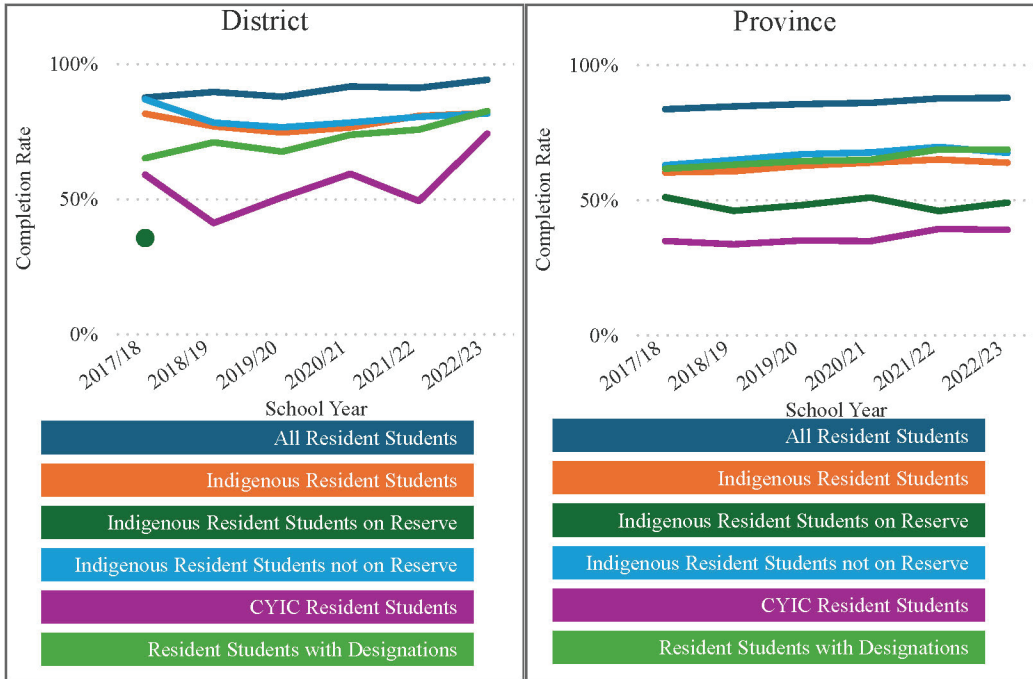 District
100%
50%
0%
Completion Rate
2017/18
2018/19
2019/20
2020/21
2021/22
2022/23
School Year
All Resident Students
Indigenous Resident Students
Indigenous Resident Students on Reserve
Indigenous Resident Students not on Reserve
CYIC Resident Students
Resident Students with Designations
Province
100%
50%
0%
Completion Rate
2017/18
2018/19
2019/20
2020/21
2021/22
2022/23
School Year
All Resident Students
Indigenous Resident Students
Indigenous Resident Students on Reserve
Indigenous Resident Students not on Reserve
CYIC Resident Students
Resident Students with Designations